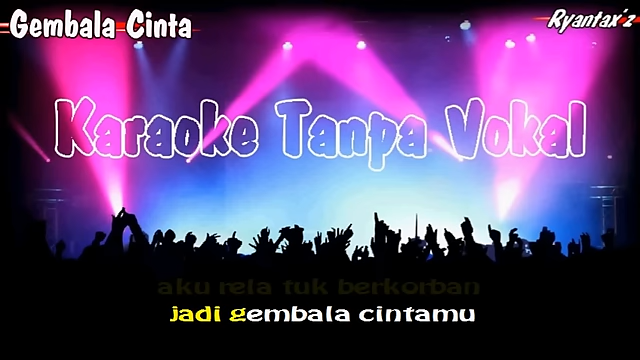 Gembala Cinta
Ryantax'z
Karaoke Tanpa Vokal
aku rela tuk berkorban
jadi gembala cintamu